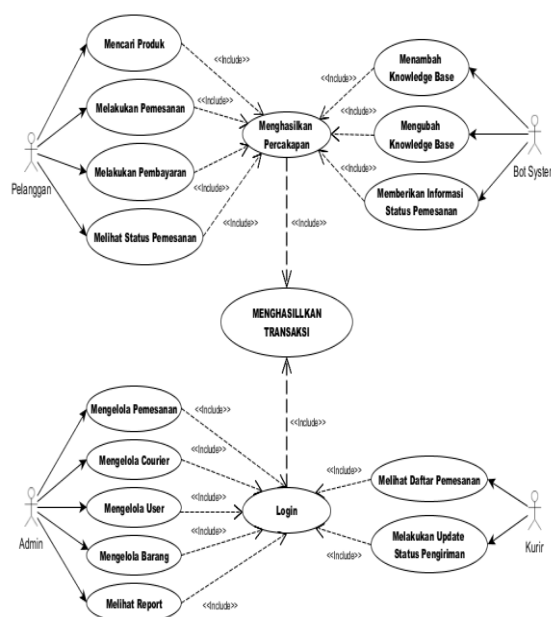 Mencari Produk
<<Include>>
<<Include>>
Menambah
Knowledge Base
Melakukan Pemesanan
<<Include>>
<<Include>>
Menghasilkan
Percakapan
Mengubah
Knowledge Base
Pelanggan
Melakukan Pembayaran
<<Include>>
<<Include>>
Bot System
Memberikan Informasi
Status Pemesanan
Melihat Status Pemesanan
<<Include>>
<<Include>>
MENGHASILLKAN
TRANSAKSI
Mengelola Pemesanan
<<Include>>
<<Include>>
Mengelola Courier
<<Include>>
<<Include>>
Melihat Daftar Pemesanan
Mengelola User
<<Include>>
Login
Admin
Mengelola Barang
<<Include>>
<<Include>>
Melakukan Update
Status Pengiriman
Kurir
Melihat Report
<<Include>>